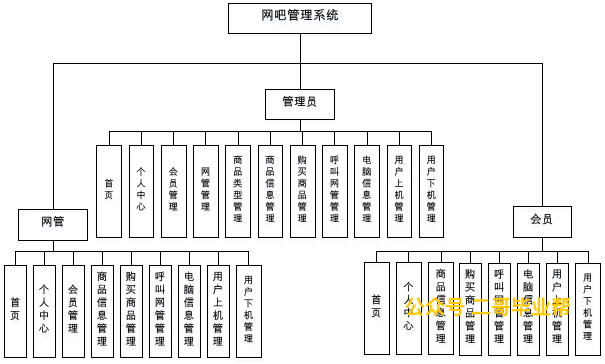 网吧管理系统
管理员
首页
个人中心
会员管理
网管管理
商品类型管理
商品信息管理
购买商品管理
呼叫网管管理
电脑信息管理
用户上机管理
用户下机管理
网管
会员
首页
个人中心
会员管理
商品信息管理
购买商品管理
呼叫网管管理
电脑信息管理
用户上机管理
用户下机管理
首页
个人中心
商品信息管理
购买商品管理
呼叫网管管理
电脑信息管理
用户上机管理
用户下机管理
公众号 二哥毕业帮